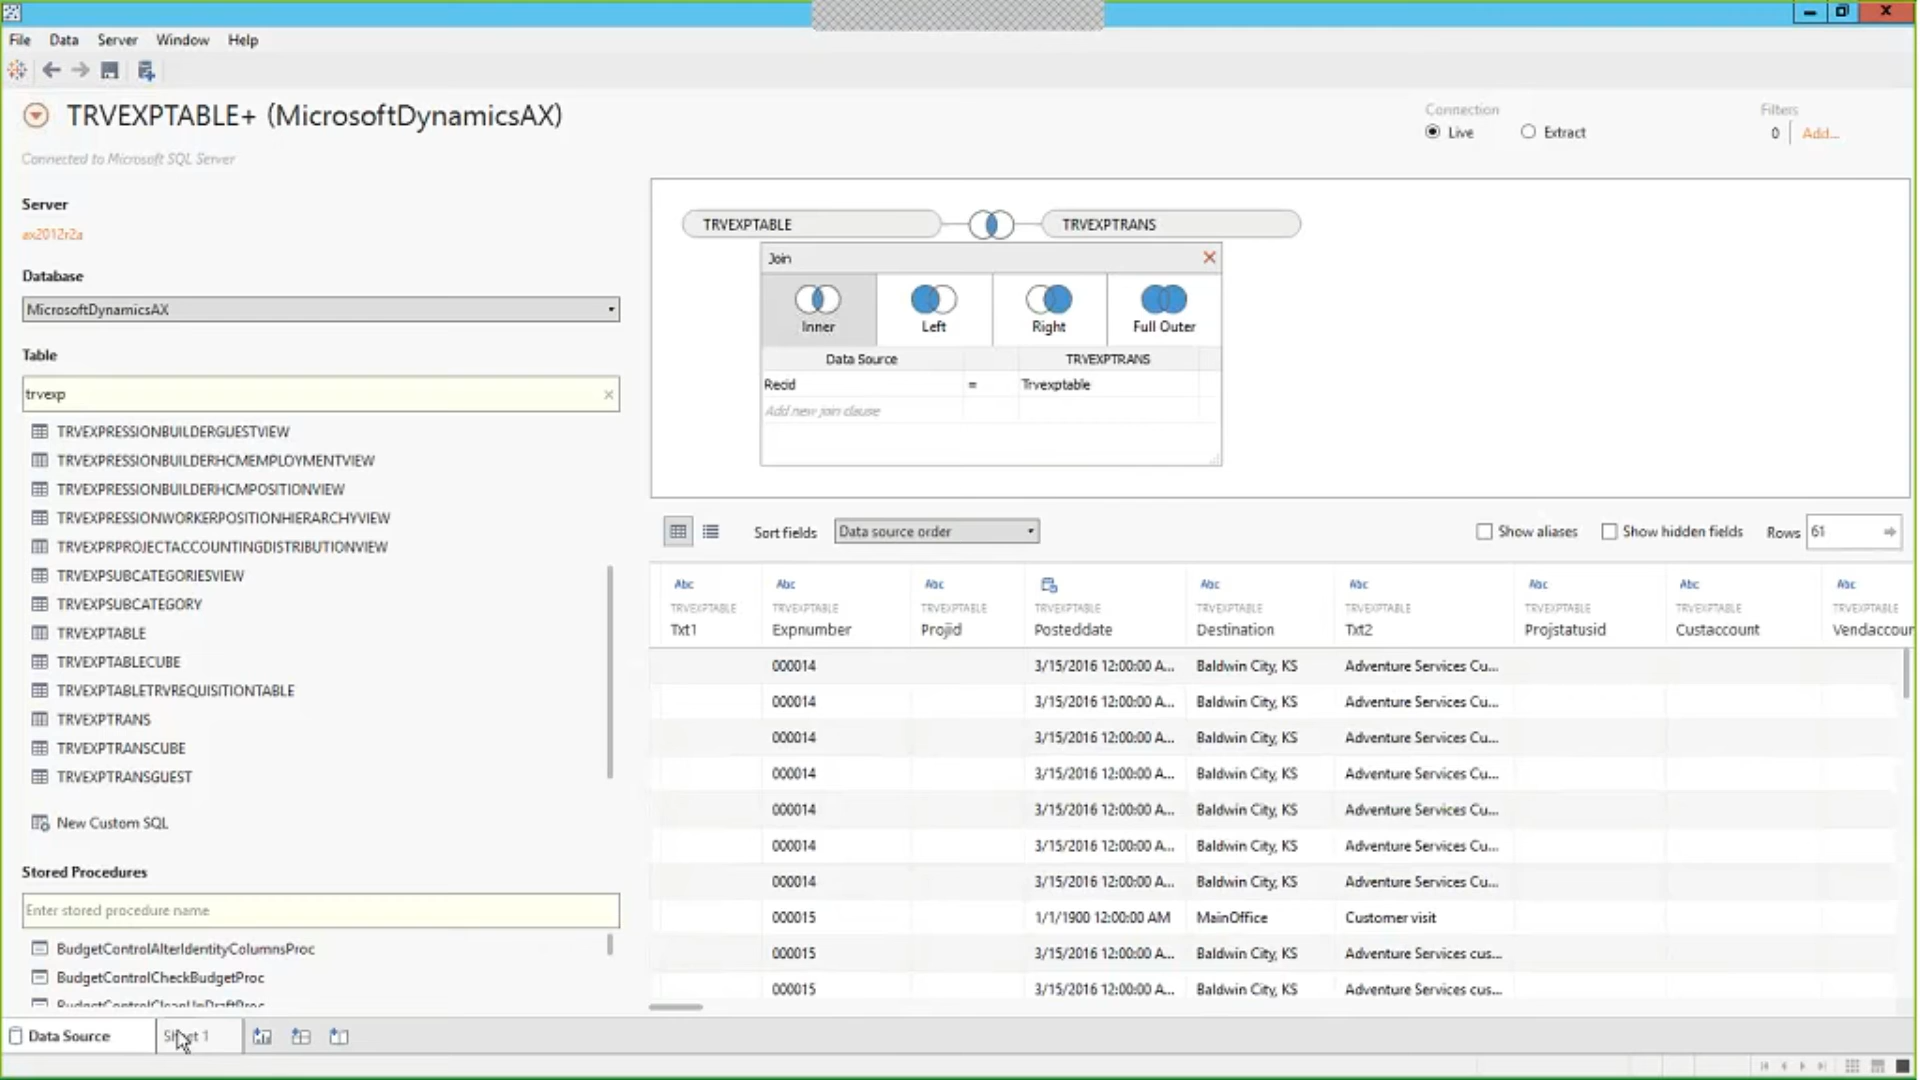 File Data Server Window Help
TRVEXPTABLE+ (MicrosoftDynamicsAX)
Connected to Microsoft SQL Server
Connection
Live Extract
Filters
0 Add...
Server
ax2012r2a
Database
MicrosoftDynamicsAX
Table
trvexp
TRVEXPRESSIONBUILDERGUESTVIEW
TRVEXPRESSIONBUILDERHCMEMPLOYMENTVIEW
TRVEXPRESSIONBUILDERHCMPOSITIONVIEW
TRVEXPRESSIONWORKERPOSITIONHIERARCHYVIEW
TRVEXPRPROJECTACCOUNTINGDISTRIBUTIONVIEW
TRVEXPSUBCATEGORIESVIEW
TRVEXPSUBCATEGORY
TRVEXPTABLE
TRVEXPTABLECUBE
TRVEXPTABLETRVREQUISITIONTABLE
TRVEXPTRANS
TRVEXPTRANSCUBE
TRVEXPTRANSGUEST
New Custom SQL
Stored Procedures
Enter stored procedure name
BudgetControlAlterIdentityColumnsProc
BudgetControlCheckBudgetProc
BudgetControlCleanUpDraftProc
TRVEXPTABLE TRVEXPTRANS
Join
Inner Left Right Full Outer
Data Source TRVEXPTRANS
Recid = Trvexptable
Add new join clause
Sort fields Data source order Show aliases Show hidden fields Rows 61
Abc Abc Abc Abc Abc Abc Abc Abc
TRVEXPTABLE TRVEXPTABLE TRVEXPTABLE TRVEXPTABLE TRVEXPTABLE TRVEXPTABLE TRVEXPTABLE TRVEXPTABLE TRVEXPTABLE
Txt1 Expnumber Projid Posteddate Destination Txt2 Projstatusid Custaccount Vendaccour
000014 3/15/2016 12:00:00 A... Baldwin City, KS Adventure Services Cu...
000014 3/15/2016 12:00:00 A... Baldwin City, KS Adventure Services Cu...
000014 3/15/2016 12:00:00 A... Baldwin City, KS Adventure Services Cu...
000014 3/15/2016 12:00:00 A... Baldwin City, KS Adventure Services Cu...
000014 3/15/2016 12:00:00 A... Baldwin City, KS Adventure Services Cu...
000014 3/15/2016 12:00:00 A... Baldwin City, KS Adventure Services Cu...
000014 3/15/2016 12:00:00 A... Baldwin City, KS Adventure Services Cu...
000015 1/1/1900 12:00:00 AM MainOffice Customer visit
000015 3/15/2016 12:00:00 A... Baldwin City, KS Adventure Services cus...
000015 3/15/2016 12:00:00 A... Baldwin City, KS Adventure Services cus...
Data Source Sheet 1